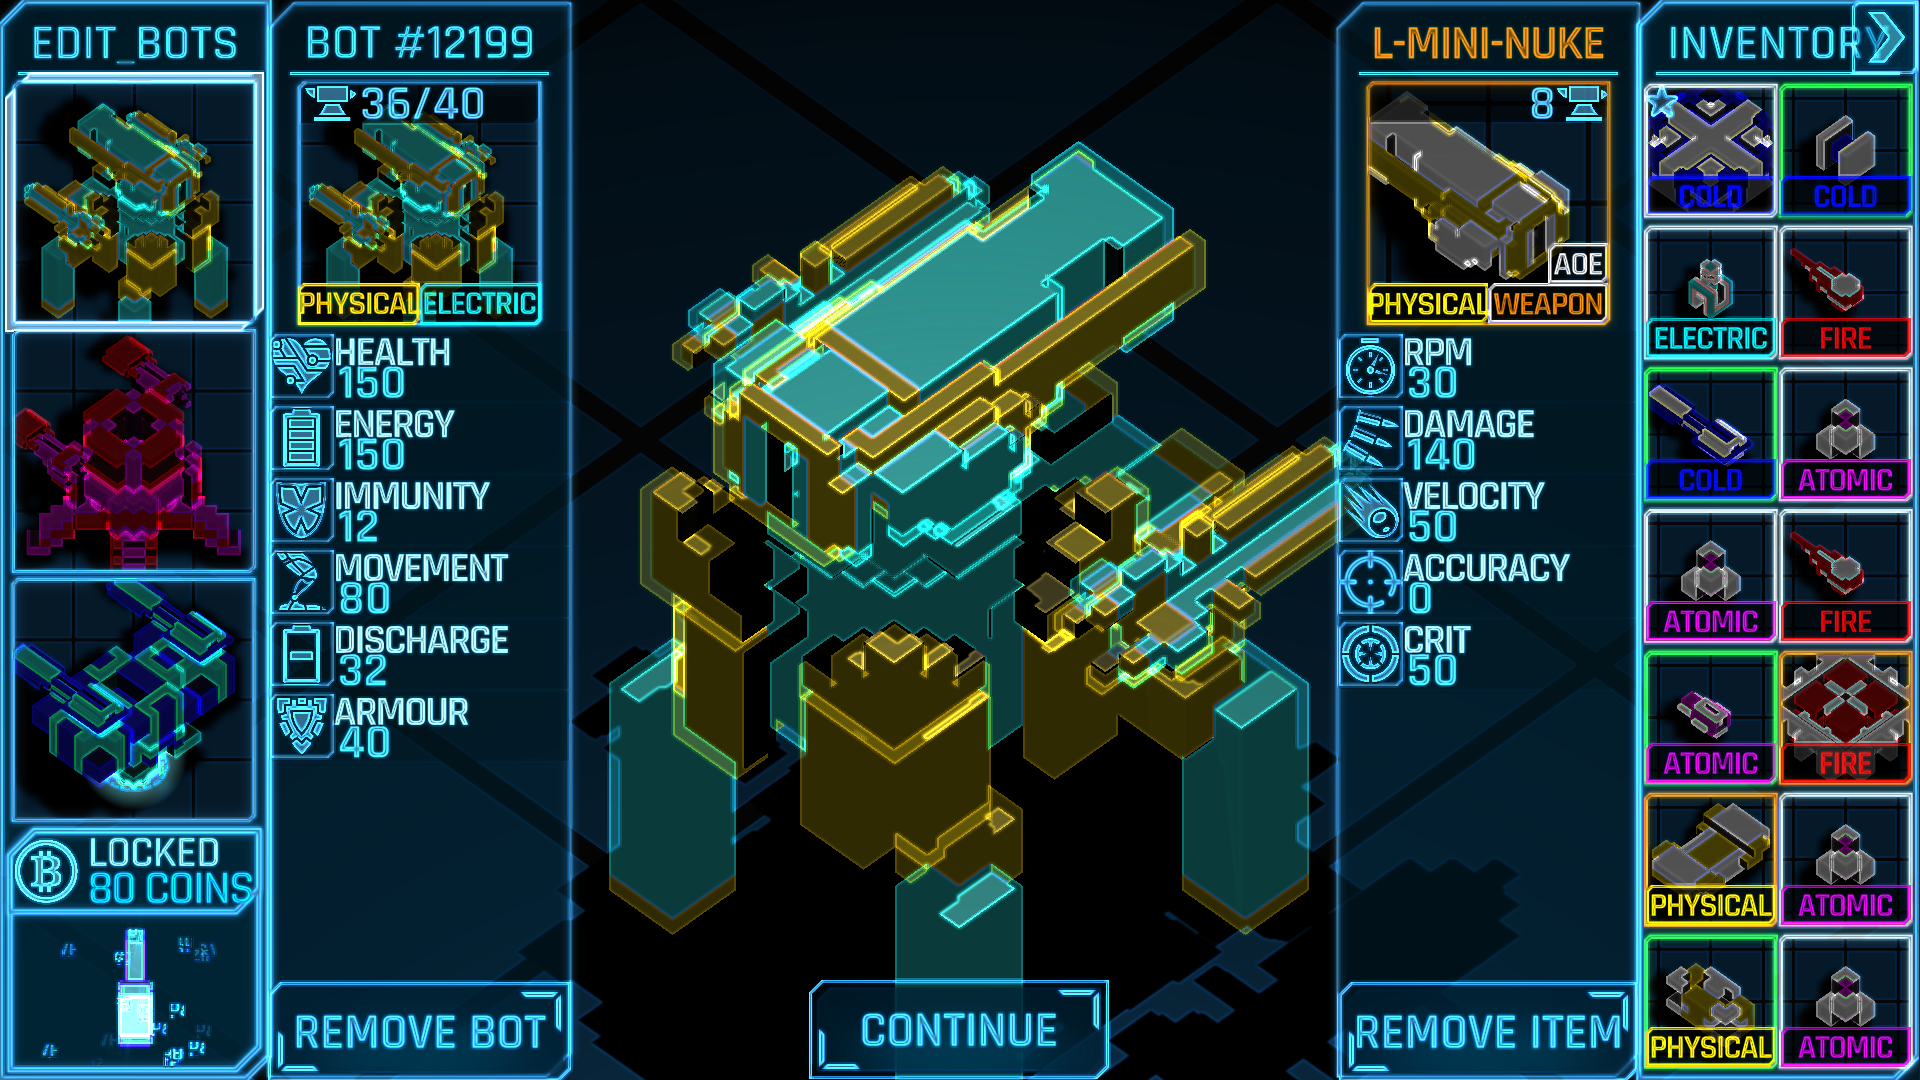 EDIT_BOTS
LOCKED
80 COINS
BOT #12199
36/40
PHYSICAL
ELECTRIC
HEALTH
150
ENERGY
150
IMMUNITY
12
MOVEMENT
80
DISCHARGE
32
ARMOUR
40
REMOVE BOT
CONTINUE
L-MINI-NUKE
8
AOE
PHYSICAL
WEAPON
RPM
30
DAMAGE
140
VELOCITY
50
ACCURACY
0
CRIT
50
REMOVE ITEM
INVENTORY
COLD
COLD
ELECTRIC
FIRE
COLD
ATOMIC
ATOMIC
FIRE
ATOMIC
FIRE
PHYSICAL
ATOMIC
PHYSICAL
ATOMIC